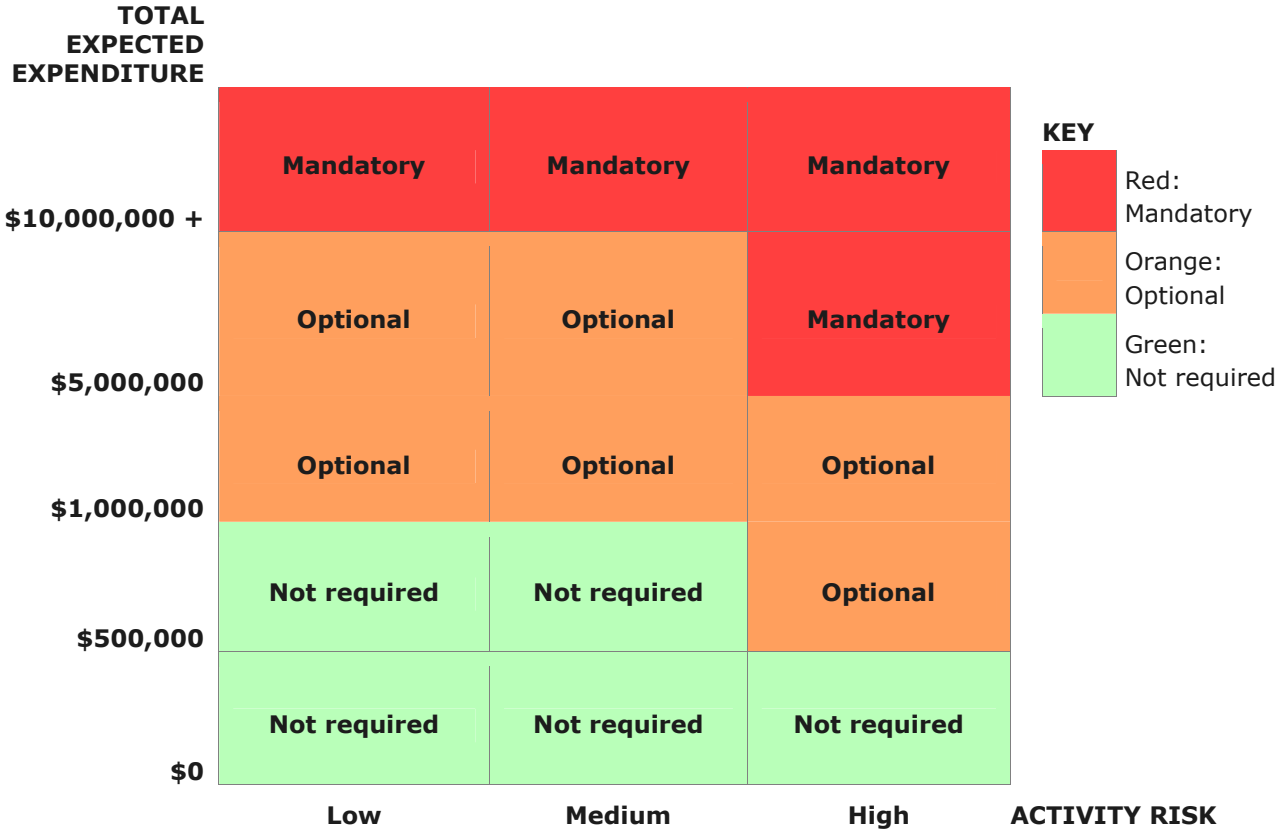 TOTAL
EXPECTED
EXPENDITURE
KEY
Mandatory Mandatory Mandatory
Red:
Mandatory
$10,000,000 +
Orange:
Optional
Optional Optional Mandatory
Green:
Not required
$5,000,000
Optional Optional Optional
$1,000,000
Not required Not required Optional
$500,000
Not required Not required Not required
$0
Low Medium High ACTIVITY RISK